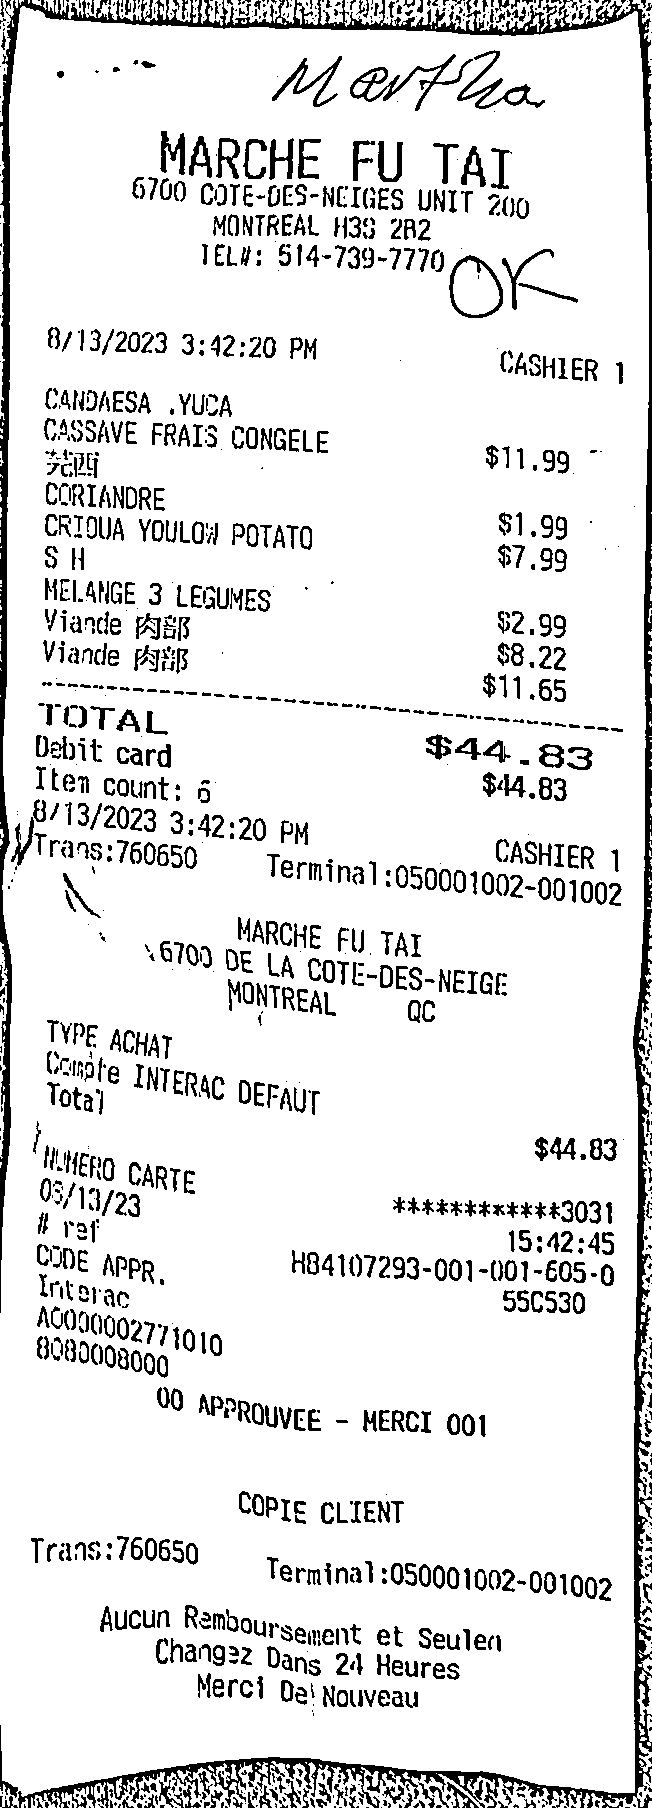 Martha
MARCHE FU TAI
6700 COTE-DES-NEIGES UNIT 200
MONTREAL H3S 2R2
TEL#: 514-739-7770
OK
8/13/2023 3:42:20 PM CASHIER 1
CANDAESA .YUCA
CASSAVE FRAIS CONGELE $11.99
芫西
CORIANDRE $1.99
CRIOUA YOULOW POTATO $7.99
S H
MELANGE 3 LEGUMES $2.99
Viande 肉部 $8.22
Viande 肉部 $11.65
TOTAL $44.83
Debit card $44.83
Item count: 6
8/13/2023 3:42:20 PM CASHIER 1
Trans:760650 Terminal:050001002-001002
MARCHE FU TAI
6700 DE LA COTE-DES-NEIGE
MONTREAL QC
TYPE ACHAT
Compte INTERAC DEFAUT
Total $44.83
NUMERO CARTE ************3031
08/13/23 15:42:45
# ref H84107293-001-001-605-0
CODE APPR. 55C530
Interac
A0000002771010
8080008000
00 APPROUVEE - MERCI 001
COPIE CLIENT
Trans:760650 Terminal:050001002-001002
Aucun Remboursement et Seulen
Changez Dans 24 Heures
Merci De Nouveau